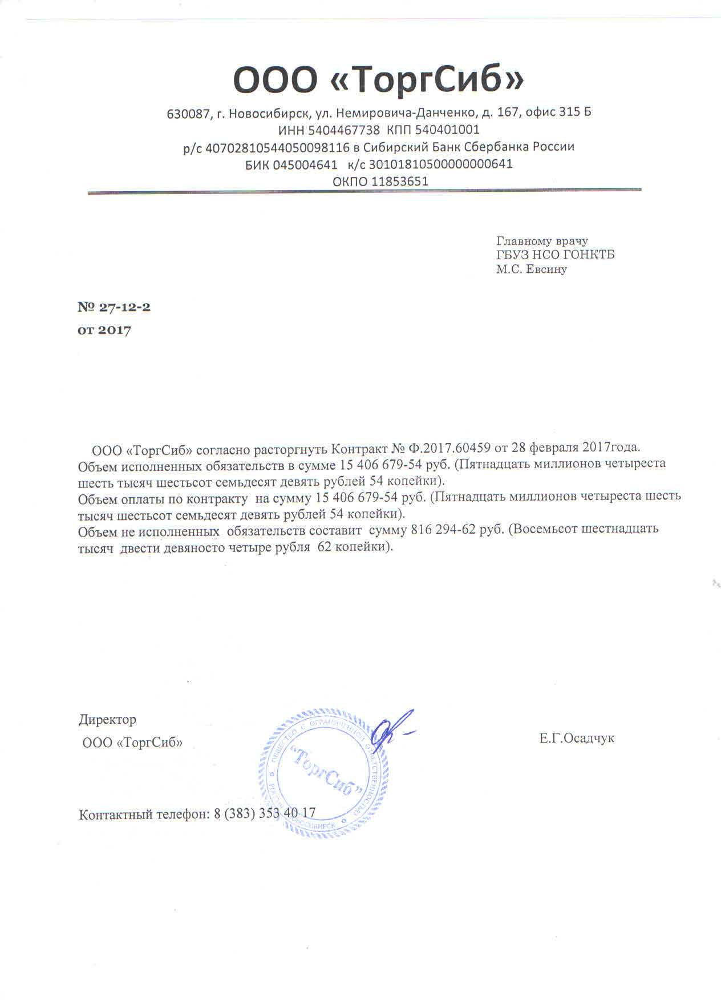 ООО «ТоргСиб»
630087, г. Новосибирск, ул. Немировича-Данченко, д. 167, офис 315 Б
ИНН 5404467738 КПП 540401001
р/с 40702810544050098116 в Сибирский Банк Сбербанка России
БИК 045004641 к/с 30101810500000000641
ОКПО 11853651
Главному врачу
ГБУЗ НСО ГОНКТБ
М.С. Евсину
№ 27-12-2
от 2017
ООО «ТоргСиб» согласно расторгнуть Контракт № Ф.2017.60459 от 28 февраля 2017года.
Объем исполненных обязательств в сумме 15 406 679-54 руб. (Пятнадцать миллионов четыреста
шесть тысяч шестьсот семьдесят девять рублей 54 копейки).
Объем оплаты по контракту на сумму 15 406 679-54 руб. (Пятнадцать миллионов четыреста шесть
тысяч шестьсот семьдесят девять рублей 54 копейки).
Объем не исполненных обязательств составит сумму 816 294-62 руб. (Восемьсот шестнадцать
тысяч двести девяносто четыре рубля 62 копейки).
Директор
ООО «ТоргСиб»
Е.Г.Осадчук
ОБЩЕСТВО С ОГРАНИЧЕННОЙ ОТВЕТСТВЕННОСТЬЮ
"ТоргСиб"
Контактный телефон: 8 (383) 353 40 17